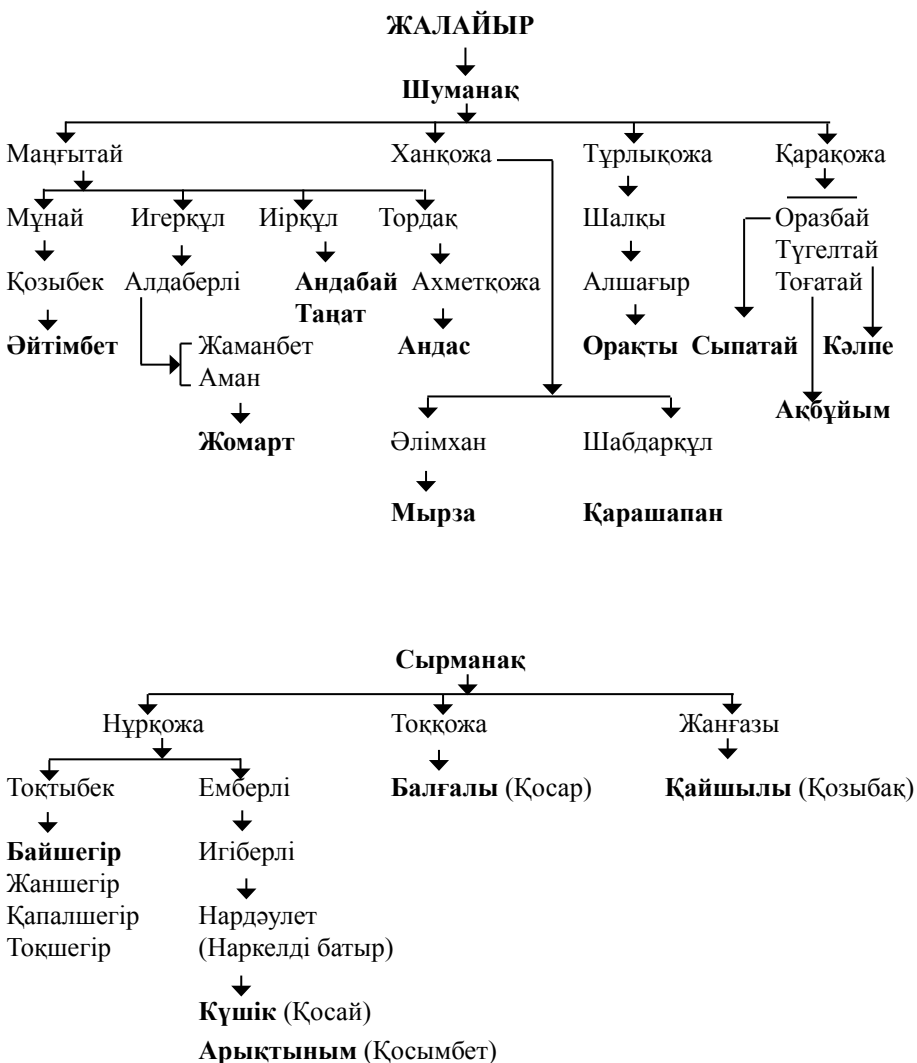 ЖАЛАЙЫР
Шуманақ
Маңғытай Ханқожа Тұрлықожа Қарақожа
Мұнай Игерқұл Иірқұл Тордақ Шалқы Оразбай
Түгелтай
Қозыбек Алдаберлі Андабай Ахметқожа Алшағыр Тоғатай
Таңат
Әйтімбет Жаманбет Андас Орақты Сыпатай Кәлпе
Аман
Ақбұйым
Жомарт Әлімхан Шабдарқұл
Мырза Қарашапан
Сырманақ
Нұрқожа Тоққожа Жанғазы
Тоқтыбек Емберлі Балғалы (Қосар) Қайшылы (Қозыбақ)
Байшегір Игіберлі
Жаншегір
Қапалшегір Нардәулет
Тоқшегір (Наркелді батыр)
Күшік (Қосай)
Арықтыным (Қосымбет)